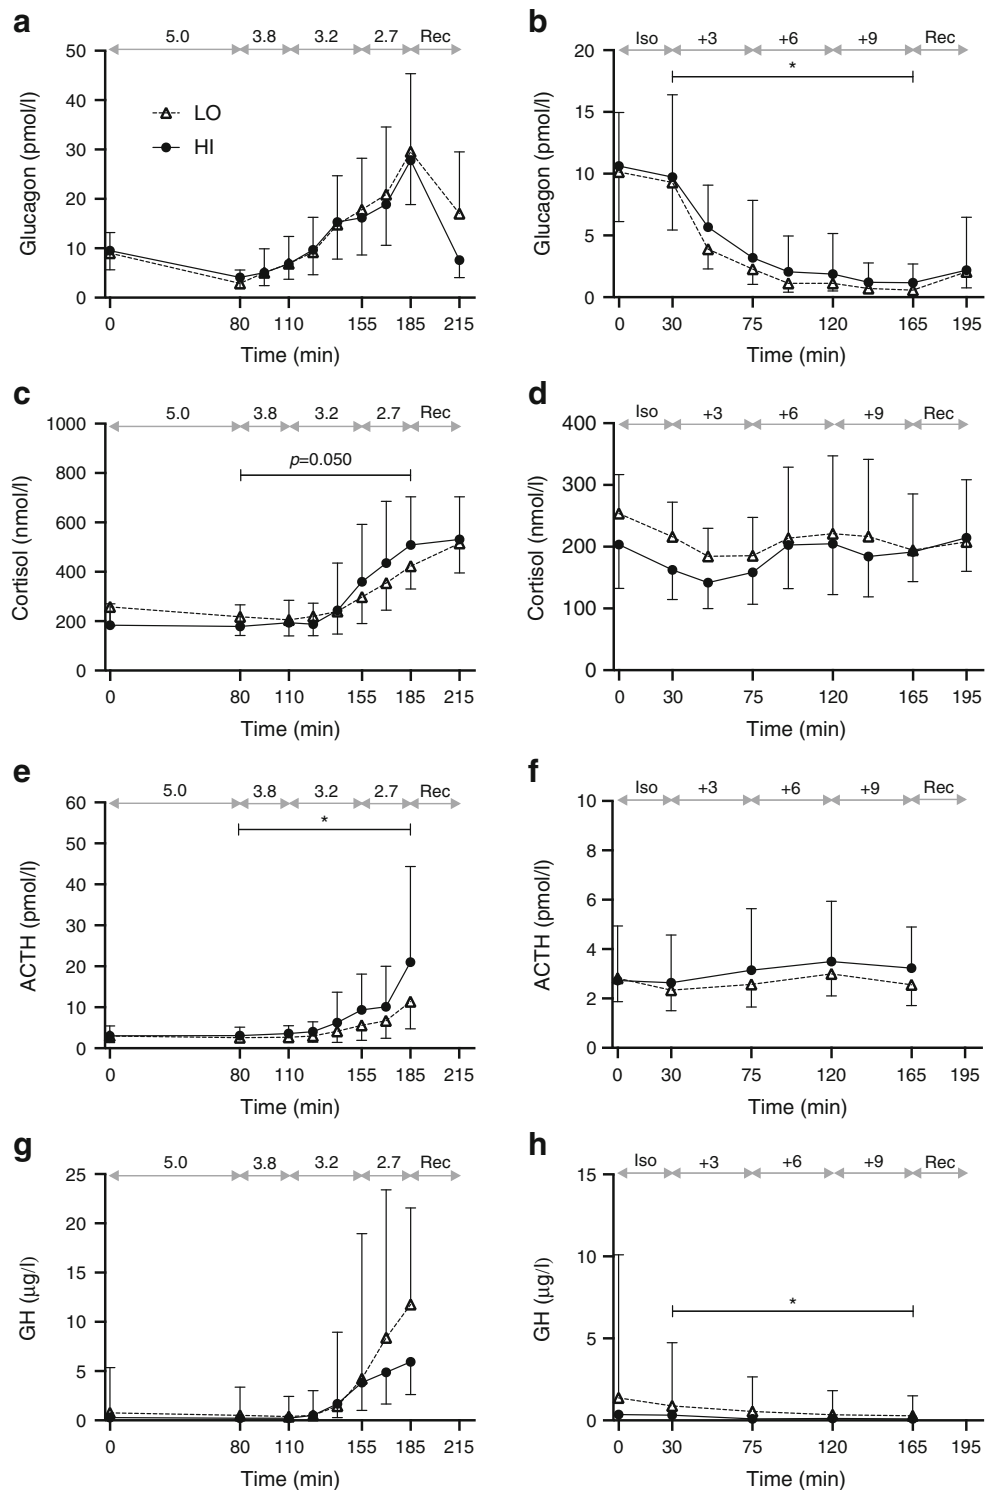 a
5.0 3.8 3.2 2.7 Rec
50
40
30
20
10
0
Glucagon (pmol/l)
LO
HI
0 80 110 155 185 215
Time (min)
b
Iso +3 +6 +9 Rec
*
20
15
10
5
0
Glucagon (pmol/l)
0 30 75 120 165 195
Time (min)
c
5.0 3.8 3.2 2.7 Rec
p=0.050
1000
800
600
400
200
0
Cortisol (nmol/l)
0 80 110 155 185 215
Time (min)
d
Iso +3 +6 +9 Rec
400
300
200
100
0
Cortisol (nmol/l)
0 30 75 120 165 195
Time (min)
e
5.0 3.8 3.2 2.7 Rec
*
60
50
40
30
20
10
0
ACTH (pmol/l)
0 80 110 155 185 215
Time (min)
f
Iso +3 +6 +9 Rec
10
8
6
4
2
0
ACTH (pmol/l)
0 30 75 120 165 195
Time (min)
g
5.0 3.8 3.2 2.7 Rec
25
20
15
10
5
0
GH (µg/l)
0 80 110 155 185 215
Time (min)
h
Iso +3 +6 +9 Rec
*
15
10
5
0
GH (µg/l)
0 30 75 120 165 195
Time (min)